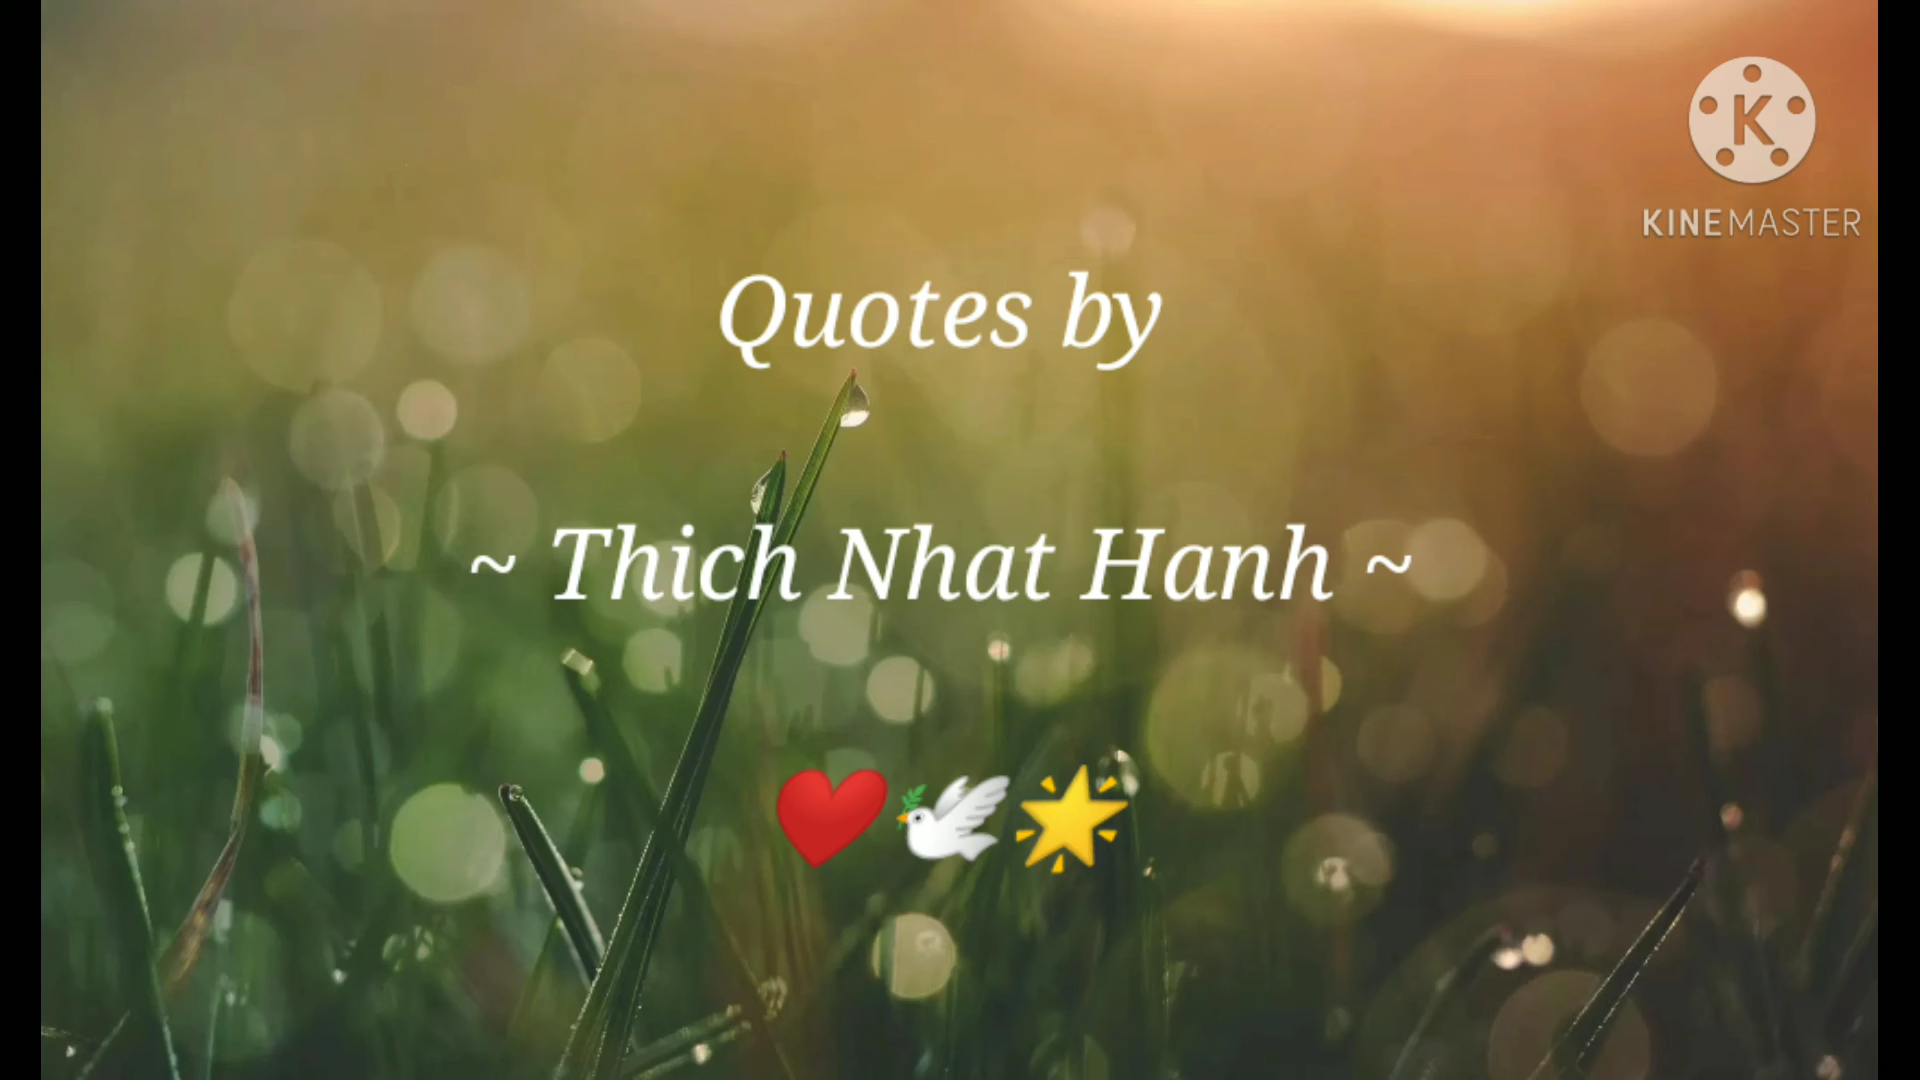 K
KINEMASTER
Quotes by
~ Thich Nhat Hanh ~
❤️🕊️🌟